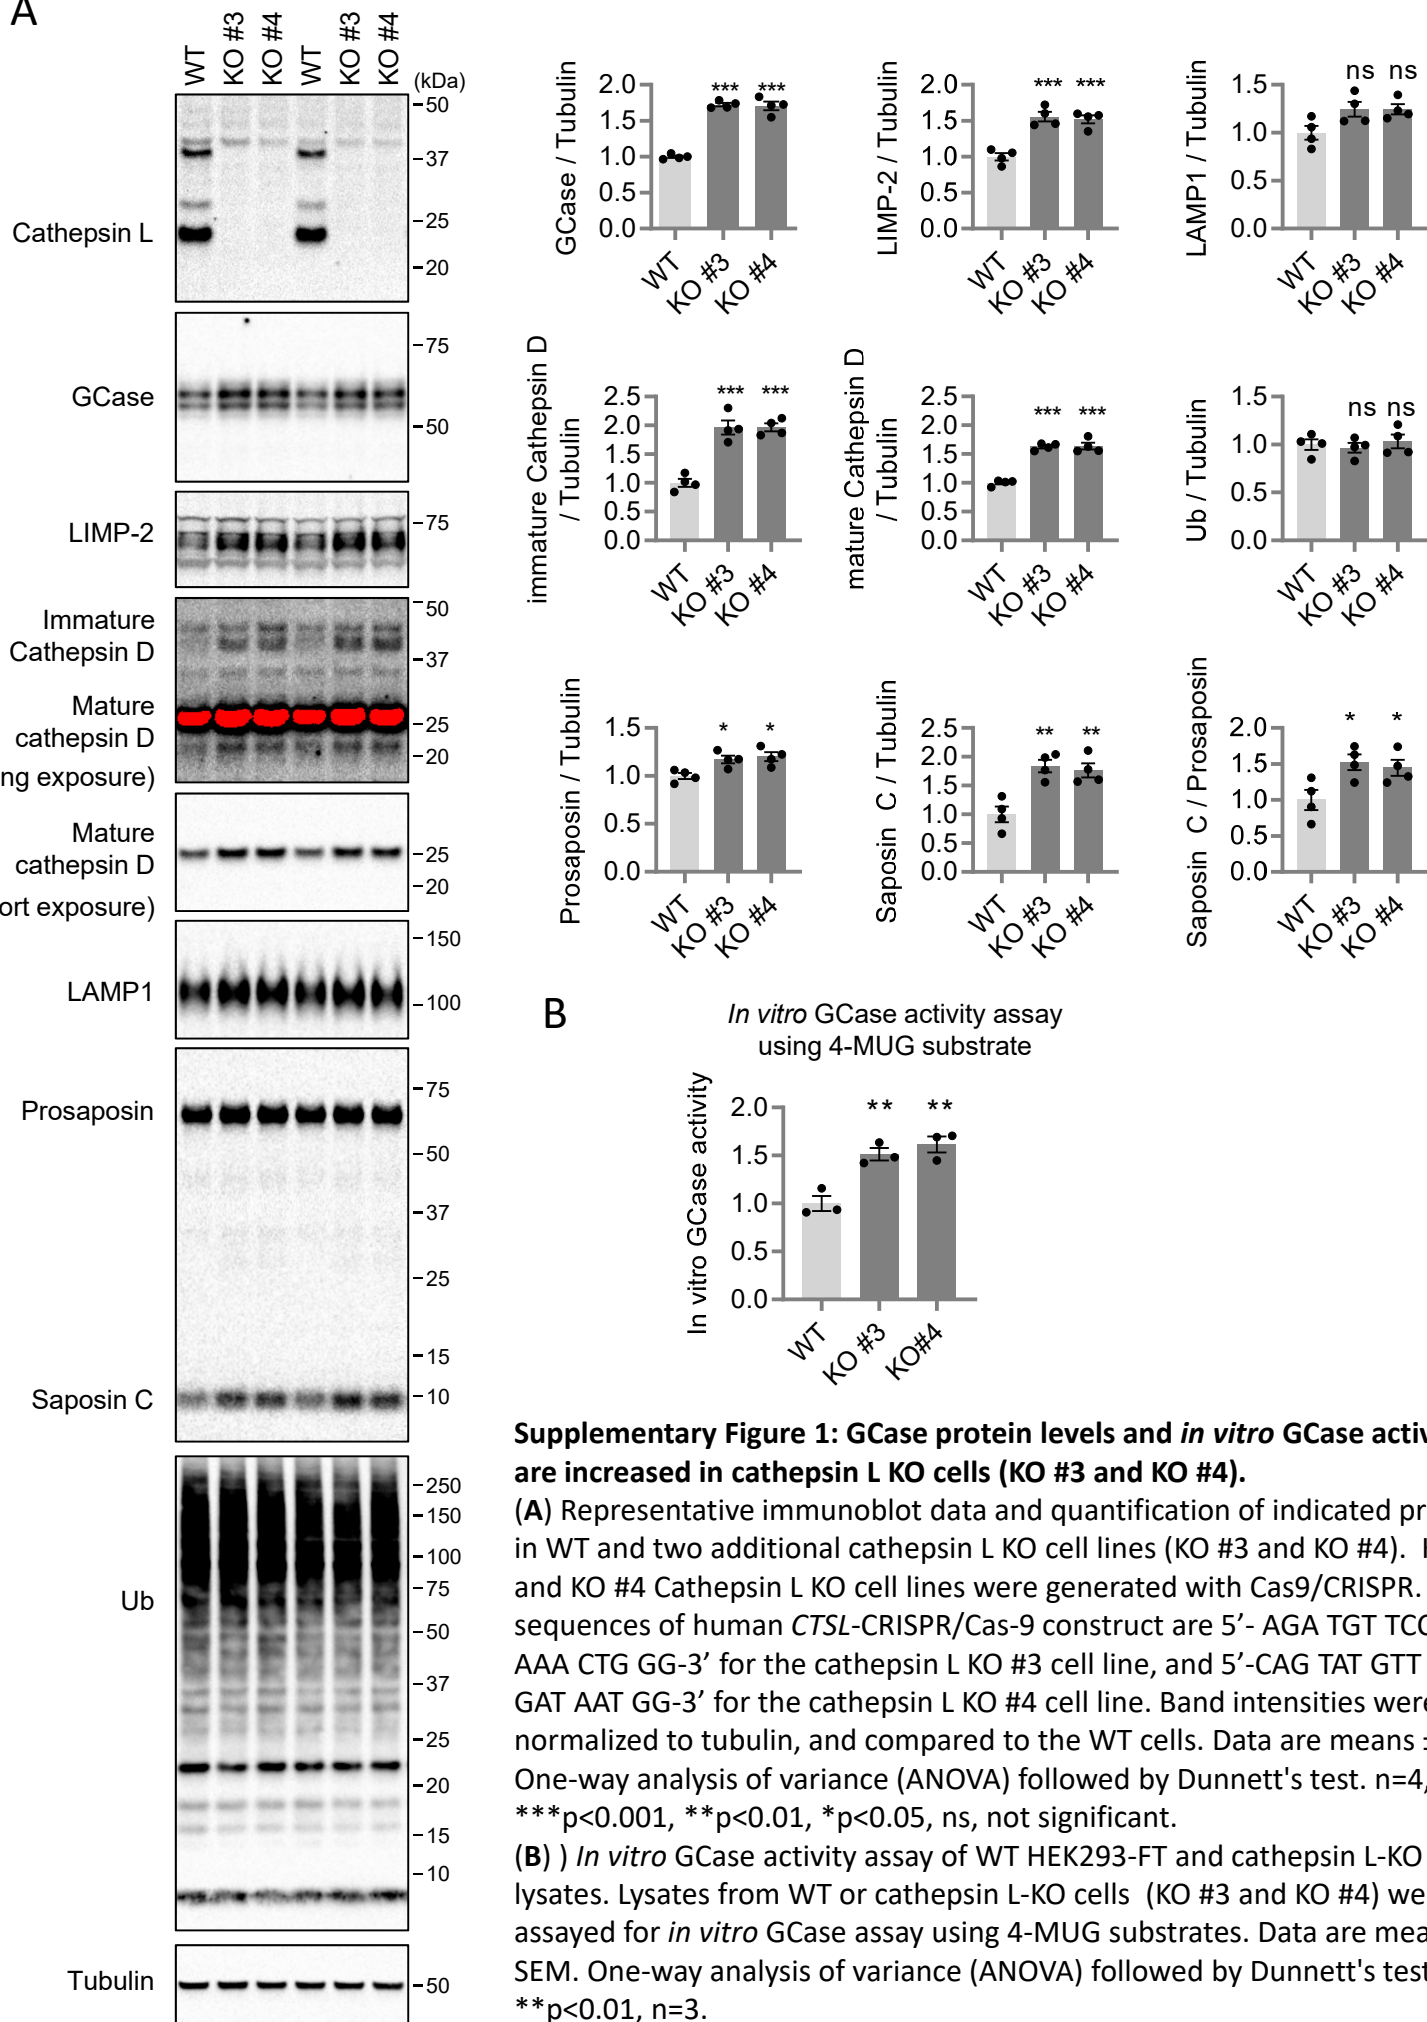 A
WT KO #3 KO #4 WT KO #3 KO #4
(kDa)
50
37
Cathepsin L
25
20
75
GCase
50
75
LIMP-2
50
Immature
Cathepsin D
37
Mature
cathepsin D
25
20
ng exposure)
Mature
cathepsin D
25
20
ort exposure)
150
LAMP1
100
75
Prosaposin
50
37
25
15
Saposin C
10
250
150
100
75
Ub
50
37
25
20
15
10
Tubulin
50
GCase / Tubulin
2.0
1.5
1.0
0.5
0.0
*** ***
WT KO #3 KO #4
LIMP-2 / Tubulin
2.0
1.5
1.0
0.5
0.0
*** ***
WT KO #3 KO #4
LAMP1 / Tubulin
1.5
1.0
0.5
0.0
ns ns
WT KO #3 KO #4
immature Cathepsin D
/ Tubulin
2.5
2.0
1.5
1.0
0.5
0.0
*** ***
WT KO #3 KO #4
mature Cathepsin D
/ Tubulin
2.5
2.0
1.5
1.0
0.5
0.0
*** ***
WT KO #3 KO #4
Ub / Tubulin
1.5
1.0
0.5
0.0
ns ns
WT KO #3 KO #4
Prosaposin / Tubulin
1.5
1.0
0.5
0.0
* *
WT KO #3 KO #4
Saposin C / Tubulin
2.5
2.0
1.5
1.0
0.5
0.0
** **
WT KO #3 KO #4
Saposin C / Prosaposin
2.0
1.5
1.0
0.5
0.0
* *
WT KO #3 KO #4
B
In vitro GCase activity assay
using 4-MUG substrate
In vitro GCase activity
2.0
1.5
1.0
0.5
0.0
** **
WT KO #3 KO#4
Supplementary Figure 1: GCase protein levels and in vitro GCase activ
are increased in cathepsin L KO cells (KO #3 and KO #4).
(A) Representative immunoblot data and quantification of indicated pr
in WT and two additional cathepsin L KO cell lines (KO #3 and KO #4).
and KO #4 Cathepsin L KO cell lines were generated with Cas9/CRISPR.
sequences of human CTSL-CRISPR/Cas-9 construct are 5’- AGA TGT TCC
AAA CTG GG-3’ for the cathepsin L KO #3 cell line, and 5’-CAG TAT GTT
GAT AAT GG-3’ for the cathepsin L KO #4 cell line. Band intensities were
normalized to tubulin, and compared to the WT cells. Data are means ±
One-way analysis of variance (ANOVA) followed by Dunnett's test. n=4,
***p<0.001, **p<0.01, *p<0.05, ns, not significant.
(B) ) In vitro GCase activity assay of WT HEK293-FT and cathepsin L-KO
lysates. Lysates from WT or cathepsin L-KO cells (KO #3 and KO #4) we
assayed for in vitro GCase assay using 4-MUG substrates. Data are mea
SEM. One-way analysis of variance (ANOVA) followed by Dunnett's test
**p<0.01, n=3.